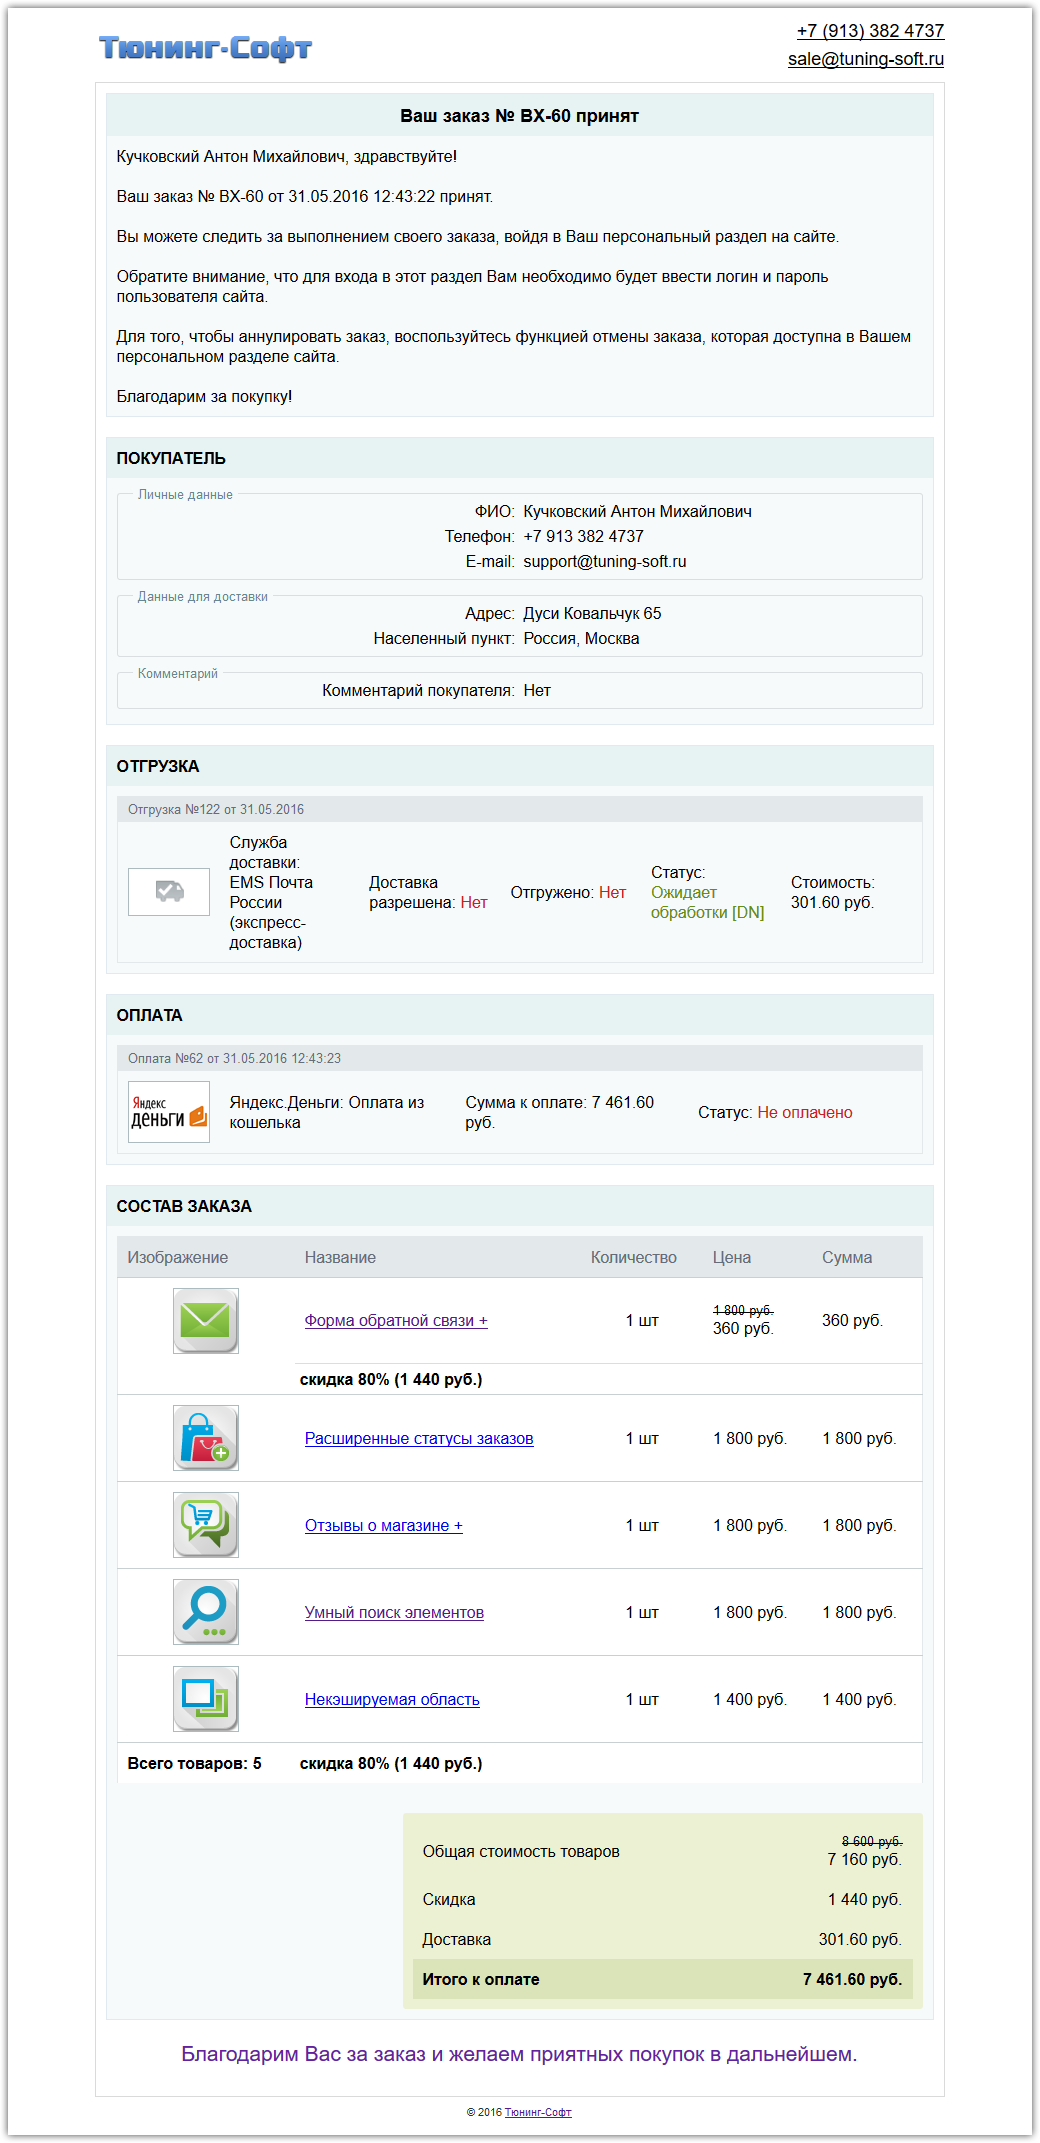 Тюнинг-Софт
+7 (913) 382 4737
sale@tuning-soft.ru
Ваш заказ № BX-60 принят
Кучковский Антон Михайлович, здравствуйте!
Ваш заказ № BX-60 от 31.05.2016 12:43:22 принят.
Вы можете следить за выполнением своего заказа, войдя в Ваш персональный раздел на сайте.
Обратите внимание, что для входа в этот раздел Вам необходимо будет ввести логин и пароль
пользователя сайта.
Для того, чтобы аннулировать заказ, воспользуйтесь функцией отмены заказа, которая доступна в Вашем
персональном разделе сайта.
Благодарим за покупку!
ПОКУПАТЕЛЬ
Личные данные
ФИО: Кучковский Антон Михайлович
Телефон: +7 913 382 4737
E-mail: support@tuning-soft.ru
Данные для доставки
Адрес: Дуси Ковальчук 65
Населенный пункт: Россия, Москва
Комментарий
Комментарий покупателя: Нет
ОТГРУЗКА
Отгрузка №122 от 31.05.2016
Служба
доставки:
EMS Почта
России
(экспресс-
доставка)
Доставка
разрешена: Нет
Отгружено: Нет
Статус:
Ожидает
обработки [DN]
Стоимость:
301.60 руб.
ОПЛАТА
Оплата №62 от 31.05.2016 12:43:23
Яндекс
деньги
Яндекс.Деньги: Оплата из
кошелька
Сумма к оплате: 7 461.60
руб.
Статус: Не оплачено
СОСТАВ ЗАКАЗА
Изображение Название Количество Цена Сумма
1 800 руб.
Форма обратной связи + 1 шт 360 руб. 360 руб.
скидка 80% (1 440 руб.)
Расширенные статусы заказов 1 шт 1 800 руб. 1 800 руб.
Отзывы о магазине + 1 шт 1 800 руб. 1 800 руб.
Умный поиск элементов 1 шт 1 800 руб. 1 800 руб.
Некэшируемая область 1 шт 1 400 руб. 1 400 руб.
Всего товаров: 5 скидка 80% (1 440 руб.)
8 600 руб.
Общая стоимость товаров 7 160 руб.
Скидка 1 440 руб.
Доставка 301.60 руб.
Итого к оплате 7 461.60 руб.
Благодарим Вас за заказ и желаем приятных покупок в дальнейшем.
© 2016 Тюнинг-Софт